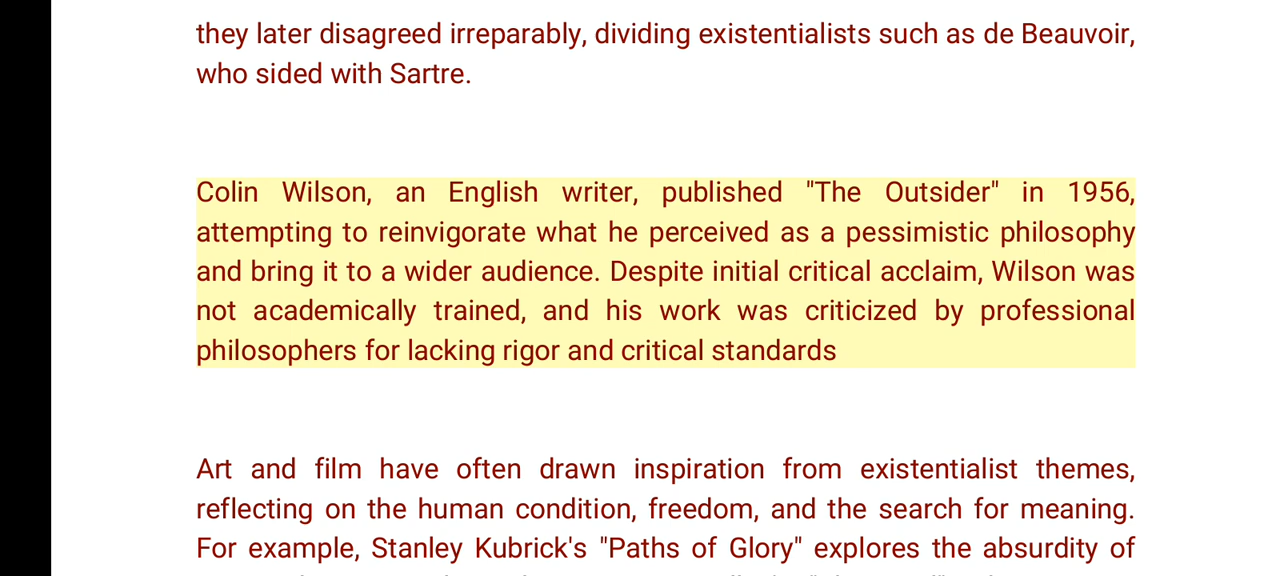 they later disagreed irreparably, dividing existentialists such as de Beauvoir,
who sided with Sartre.
Colin Wilson, an English writer, published "The Outsider" in 1956,
attempting to reinvigorate what he perceived as a pessimistic philosophy
and bring it to a wider audience. Despite initial critical acclaim, Wilson was
not academically trained, and his work was criticized by professional
philosophers for lacking rigor and critical standards
Art and film have often drawn inspiration from existentialist themes,
reflecting on the human condition, freedom, and the search for meaning.
For example, Stanley Kubrick's "Paths of Glory" explores the absurdity of